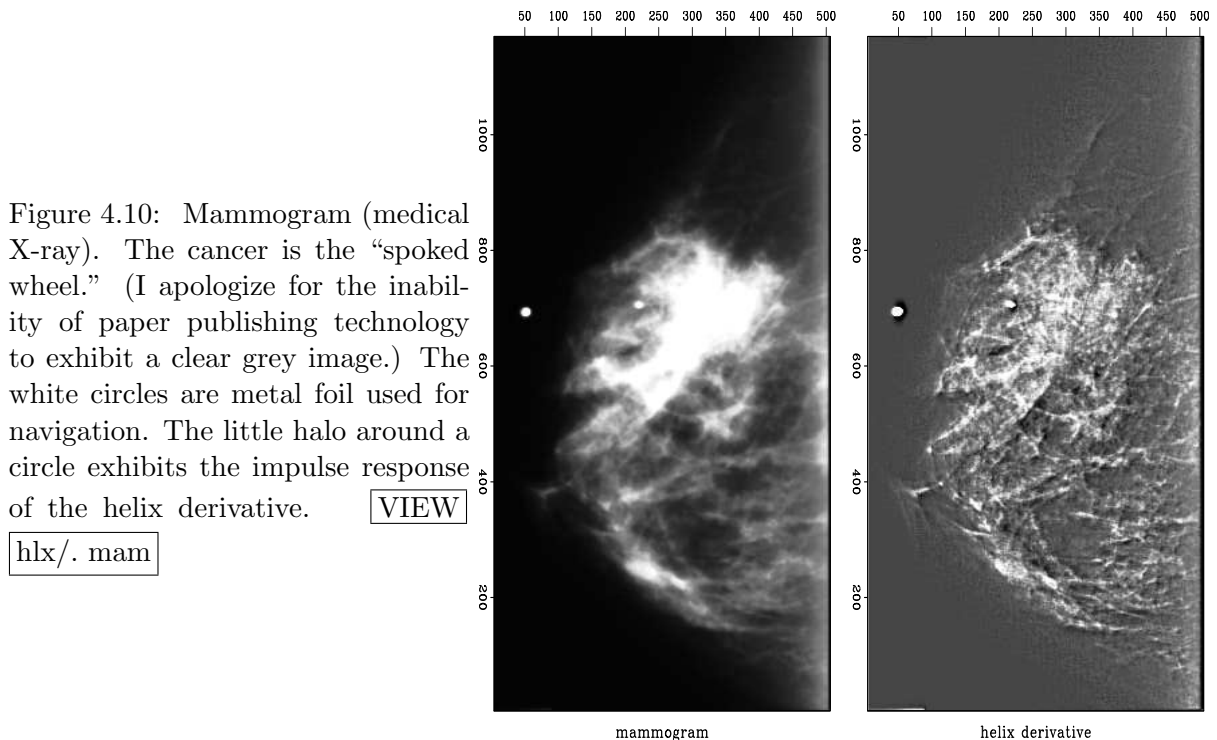 50 100 150 200 250 300 350 400 450 500
50 100 150 200 250 300 350 400 450 500
Figure 4.10: Mammogram (medical
X-ray). The cancer is the “spoked
wheel.” (I apologize for the inabil-
ity of paper publishing technology
to exhibit a clear grey image.) The
white circles are metal foil used for
navigation. The little halo around a
circle exhibits the impulse response
of the helix derivative. VIEW
hlx/. mam
1000
800
600
400
200
1000
800
600
400
200
mammogram
helix derivative